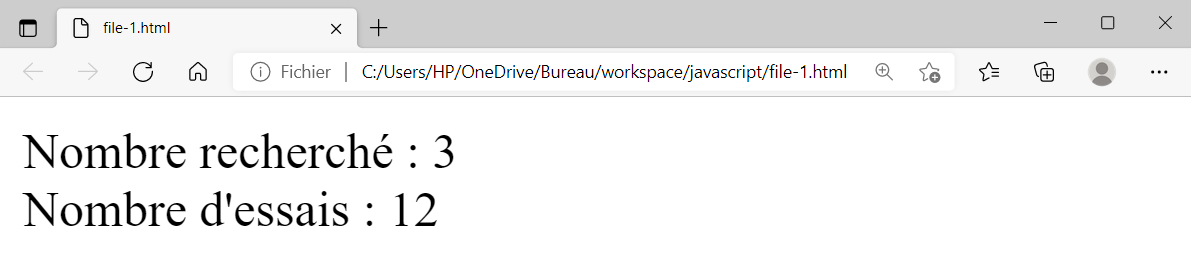 file-1.html
Fichier | C:/Users/HP/OneDrive/Bureau/workspace/javascript/file-1.html
Nombre recherché : 3
Nombre d'essais : 12